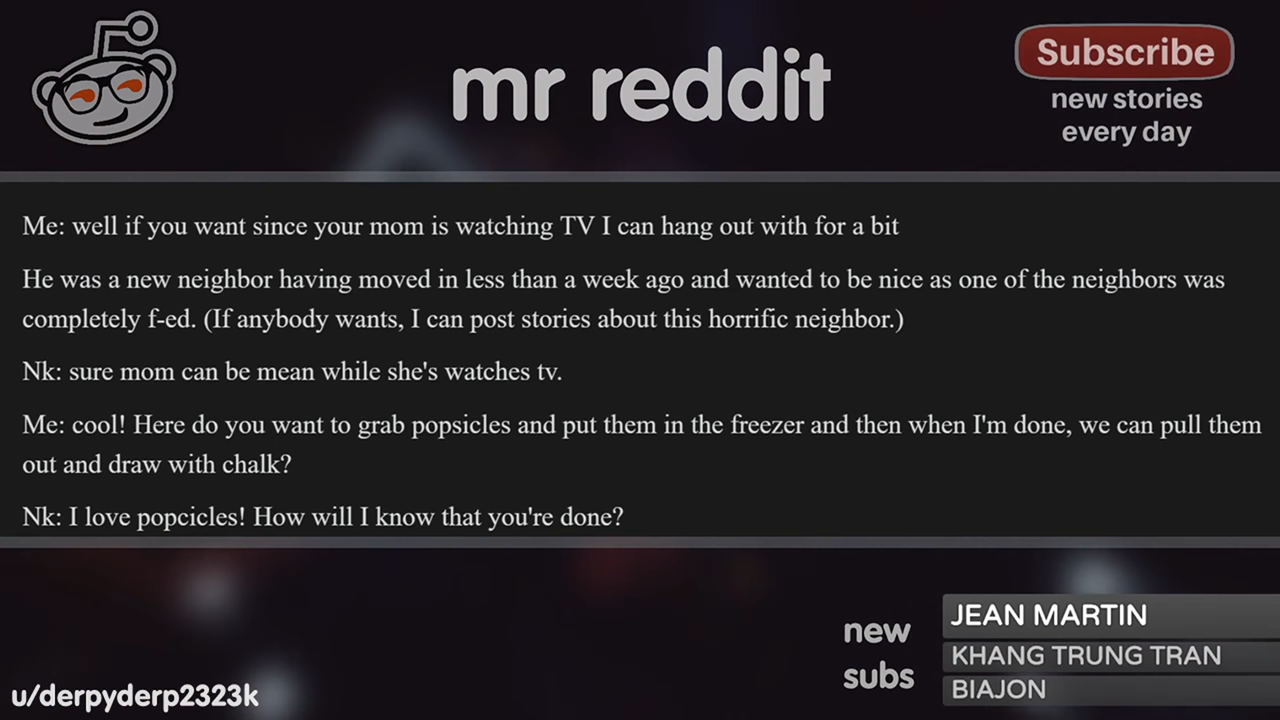 mr reddit
Subscribe
new stories
every day
Me: well if you want since your mom is watching TV I can hang out with for a bit
He was a new neighbor having moved in less than a week ago and wanted to be nice as one of the neighbors was
completely f-ed. (If anybody wants, I can post stories about this horrific neighbor.)
Nk: sure mom can be mean while she's watches tv.
Me: cool! Here do you want to grab popsicles and put them in the freezer and then when I'm done, we can pull them
out and draw with chalk?
Nk: I love popcicles! How will I know that you're done?
new
subs
JEAN MARTIN
KHANG TRUNG TRAN
BIAJON
u/derpyderp2323k